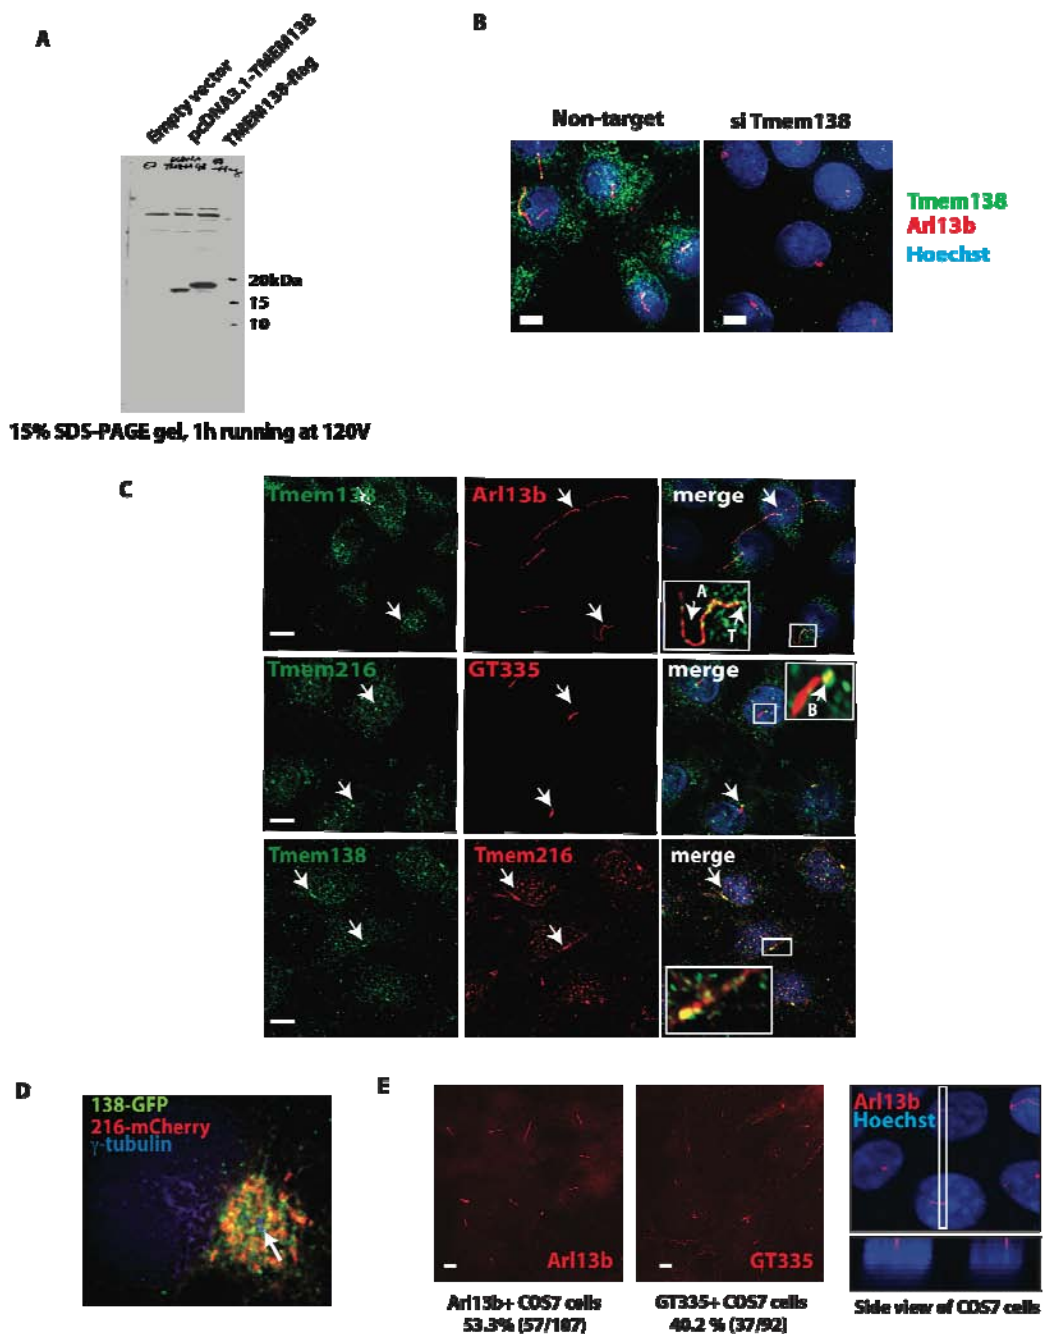 A
Empty vector
pcDNA3.1-TMEM138
TMEM138-flag
20kDa
15
10
15% SDS-PAGE gel, 1h running at 120V
B
Non-target
si Tmem138
Tmem138
Arl13b
Hoechst
C
Tmem138
Arl13b
merge
A
T
Tmem216
GT335
merge
B
Tmem138
Tmem216
merge
D
138-GFP
216-mCherry
γ-tubulin
E
Arl13b
GT335
Arl13b
Hoechst
Arl13b+ COS7 cells
53.3% (57/107)
GT335+ COS7 cells
40.2 % (37/92)
Side view of COS7 cells